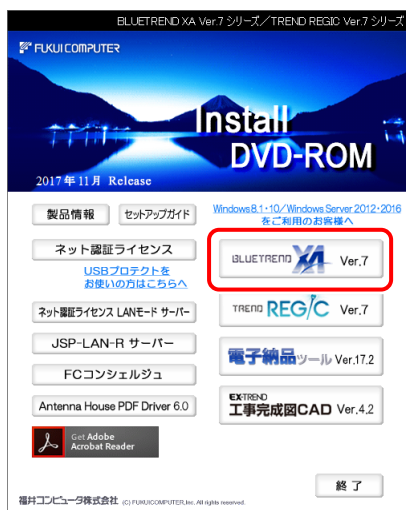 BLUETREND XA Ver.7 シリーズ／TREND REGIC Ver.7 シリーズ
FUKUI COMPUTER
Install
DVD-ROM
2017年11月 Release
製品情報
セットアップガイド
Windows8.1・10／Windows Server 2012・2016
をご利用のお客様へ
ネット認証ライセンス
USBプロテクトを
お使いの方はこちらへ
ネット認証ライセンス LANモード サーバー
JSP-LAN-R サーバー
FCコンシェルジュ
Antenna House PDF Driver 6.0
Get Adobe
Acrobat Reader
BLUETREND XA Ver.7
TREND REGIC Ver.7
電子納品ツール Ver.17.2
EX-TREND
工事完成図CAD Ver.4.2
終了
福井コンピュータ株式会社 (C) FUKUICOMPUTER,Inc. All rights reserved.